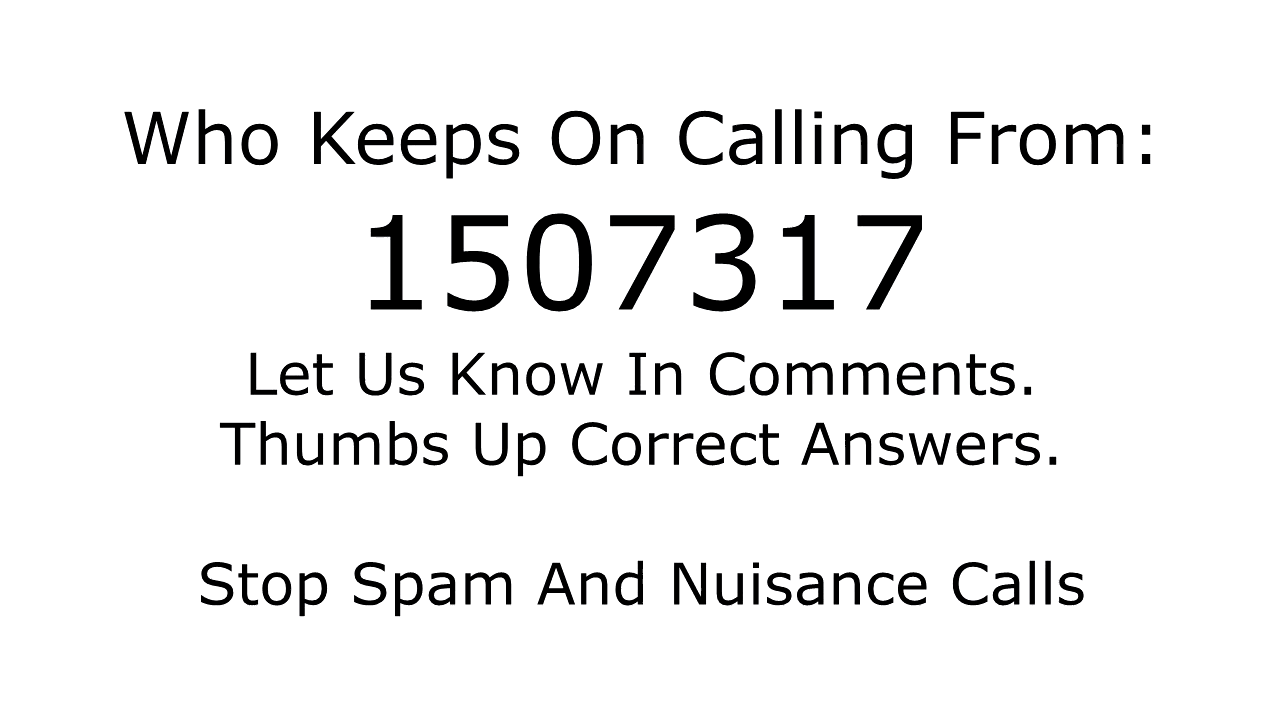 Who Keeps On Calling From:
1507317
Let Us Know In Comments.
Thumbs Up Correct Answers.
Stop Spam And Nuisance Calls